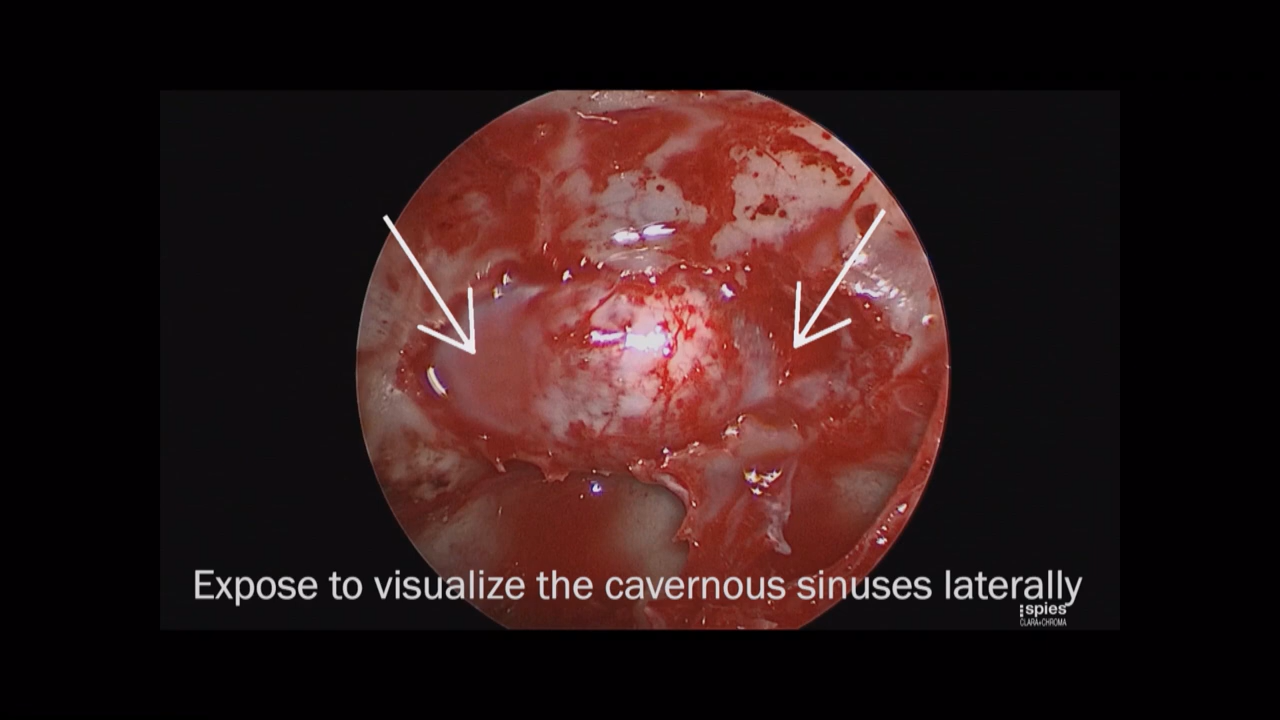 Expose to visualize the cavernous sinuses laterally
spies
CLARA+CHROMA